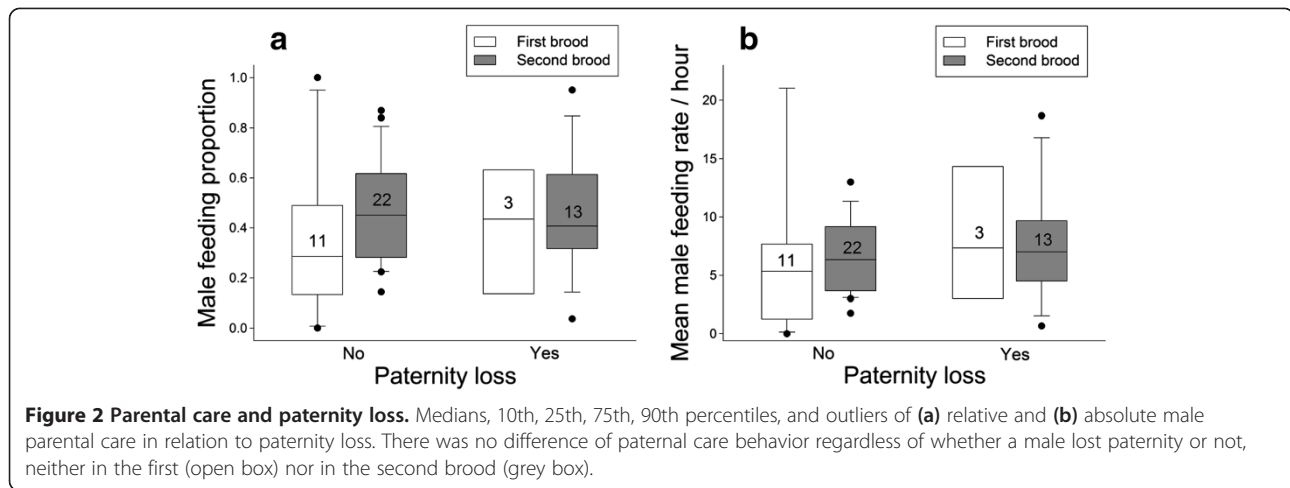 a
First brood
Second brood
1.0
0.8
0.6
0.4
0.2
0.0
Male feeding proportion
11
22
3
13
No
Yes
Paternity loss
b
First brood
Second brood
20
15
10
5
0
Mean male feeding rate / hour
11
22
3
13
No
Yes
Paternity loss
Figure 2 Parental care and paternity loss. Medians, 10th, 25th, 75th, 90th percentiles, and outliers of (a) relative and (b) absolute male
parental care in relation to paternity loss. There was no difference of paternal care behavior regardless of whether a male lost paternity or not,
neither in the first (open box) nor in the second brood (grey box).